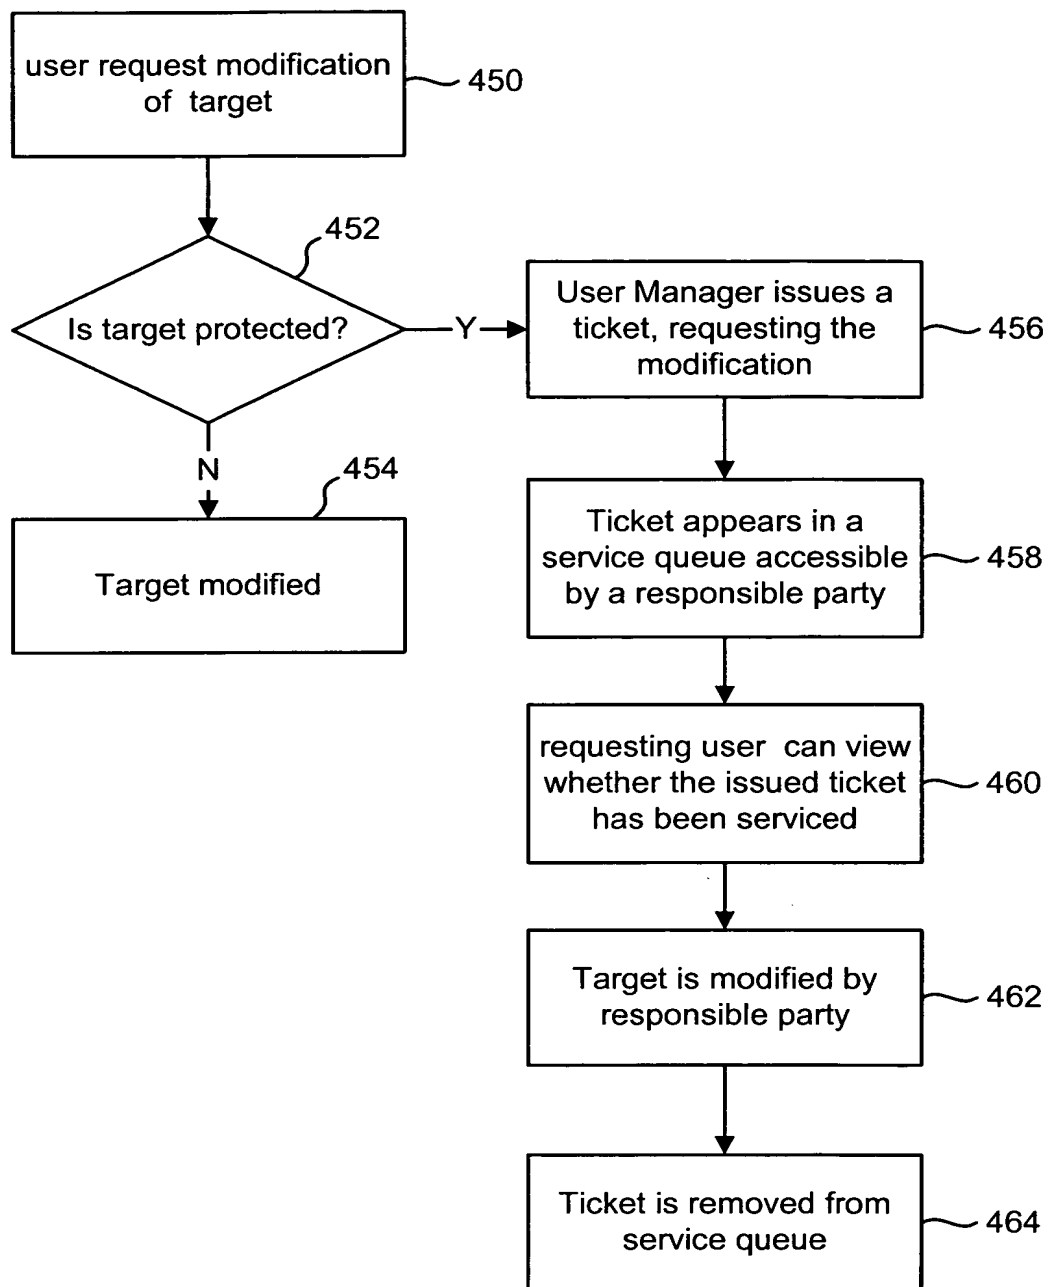 user request modification
of target
450
452
Is target protected?
Y
N
454
Target modified
User Manager issues a
ticket, requesting the
modification
456
Ticket appears in a
service queue accessible
by a responsible party
458
requesting user can view
whether the issued ticket
has been serviced
460
Target is modified by
responsible party
462
Ticket is removed from
service queue
464